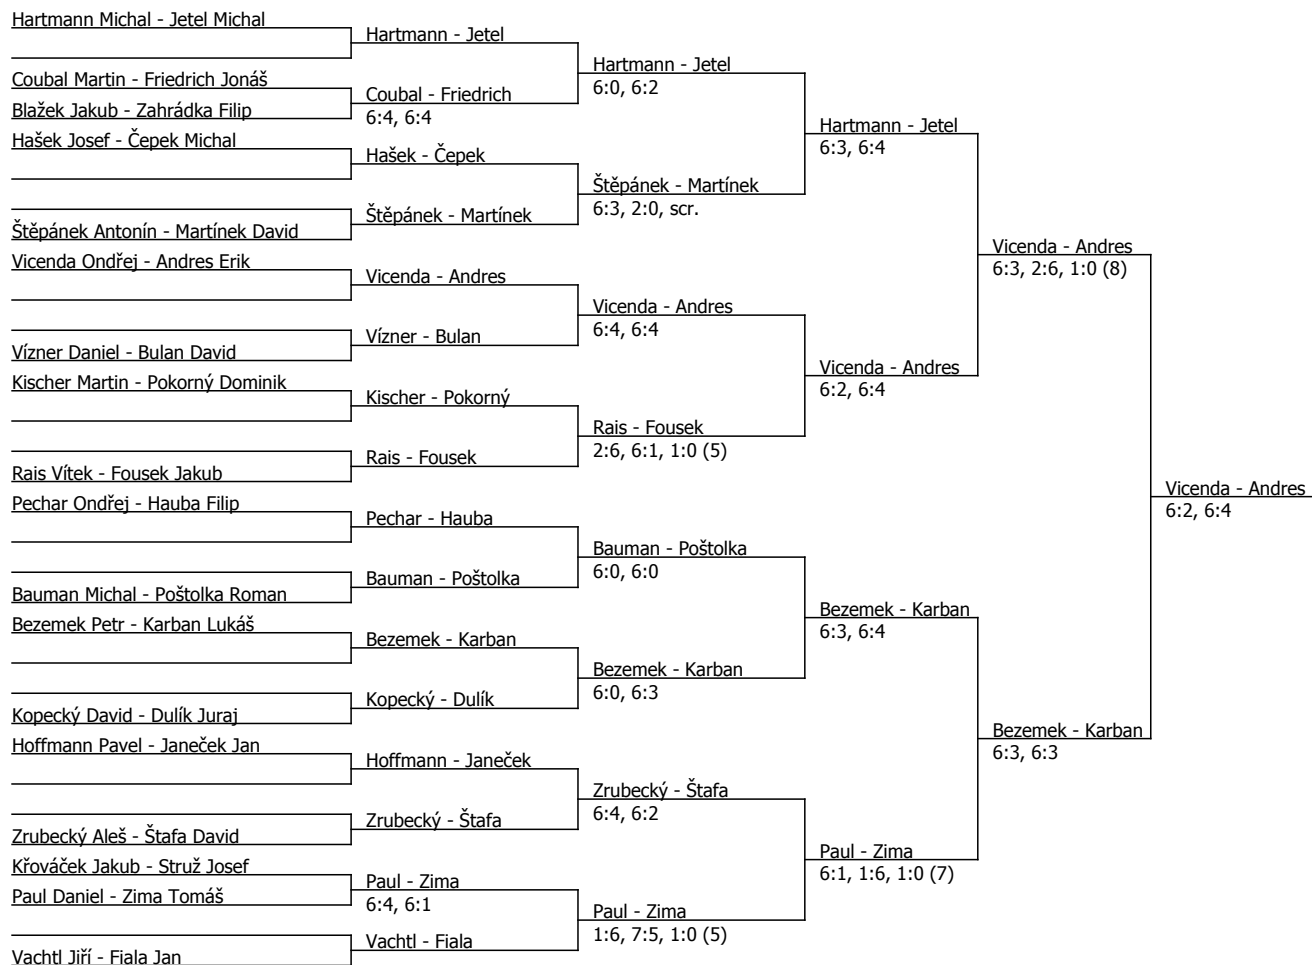 Hartmann Michal - Jetel Michal
Coubal Martin - Friedrich Jonáš
Blažek Jakub - Zahrádka Filip
Hašek Josef - Čepek Michal
Štěpánek Antonín - Martínek David
Vicenda Ondřej - Andres Erik
Vízner Daniel - Bulan David
Kischer Martin - Pokorný Dominik
Rais Vítek - Fousek Jakub
Pechar Ondřej - Hauba Filip
Bauman Michal - Poštolka Roman
Bezemek Petr - Karban Lukáš
Kopecký David - Dulík Juraj
Hoffmann Pavel - Janeček Jan
Zrubecký Aleš - Štafa David
Křováček Jakub - Struž Josef
Paul Daniel - Zima Tomáš
Vachtl Jiří - Fiala Jan
Hartmann - Jetel
Coubal - Friedrich
6:4, 6:4
Hašek - Čepek
Štěpánek - Martínek
Vicenda - Andres
Vízner - Bulan
Kischer - Pokorný
Rais - Fousek
Pechar - Hauba
Bauman - Poštolka
Bezemek - Karban
Kopecký - Dulík
Hoffmann - Janeček
Zrubecký - Štafa
Paul - Zima
6:4, 6:1
Vachtl - Fiala
Hartmann - Jetel
6:0, 6:2
Štěpánek - Martínek
6:3, 2:0, scr.
Vicenda - Andres
6:4, 6:4
Rais - Fousek
2:6, 6:1, 1:0 (5)
Bauman - Poštolka
6:0, 6:0
Bezemek - Karban
6:0, 6:3
Zrubecký - Štafa
6:4, 6:2
Paul - Zima
1:6, 7:5, 1:0 (5)
Hartmann - Jetel
6:3, 6:4
Vicenda - Andres
6:2, 6:4
Bezemek - Karban
6:3, 6:4
Paul - Zima
6:1, 1:6, 1:0 (7)
Vicenda - Andres
6:3, 2:6, 1:0 (8)
Bezemek - Karban
6:3, 6:3
Vicenda - Andres
6:2, 6:4